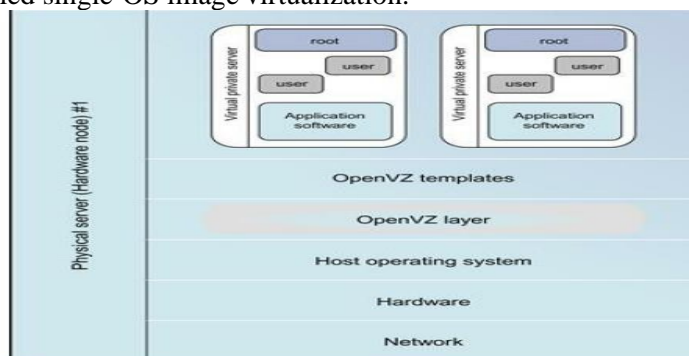 single OS image virtualization.
Physical server (Hardware node) #1
Virtual private server
root
user
user
Application
software
Virtual private server
root
user
user
Application
software
OpenVZ templates
OpenVZ layer
Host operating system
Hardware
Network